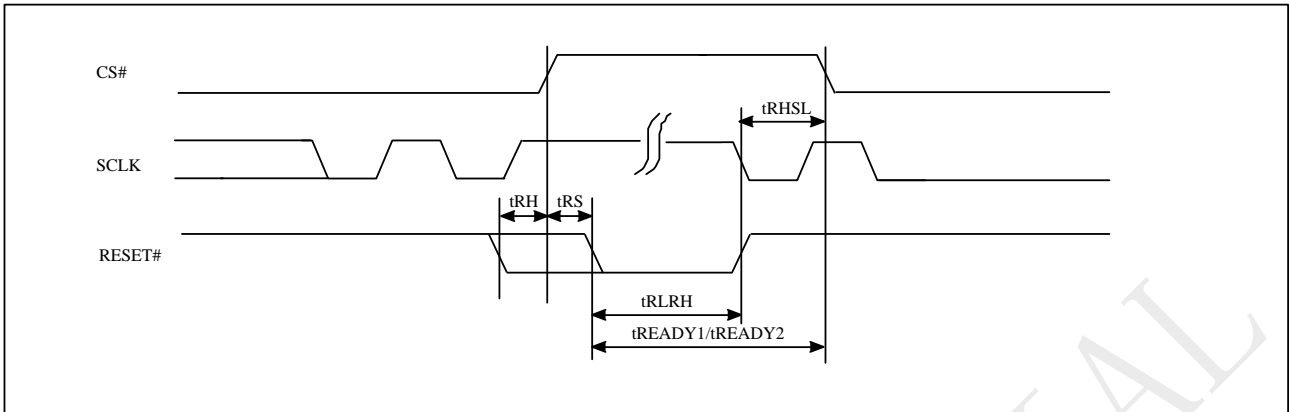 CS#
tRHSL
SCLK
tRH
tRS
RESET#
tRLRH
tREADY1/tREADY2